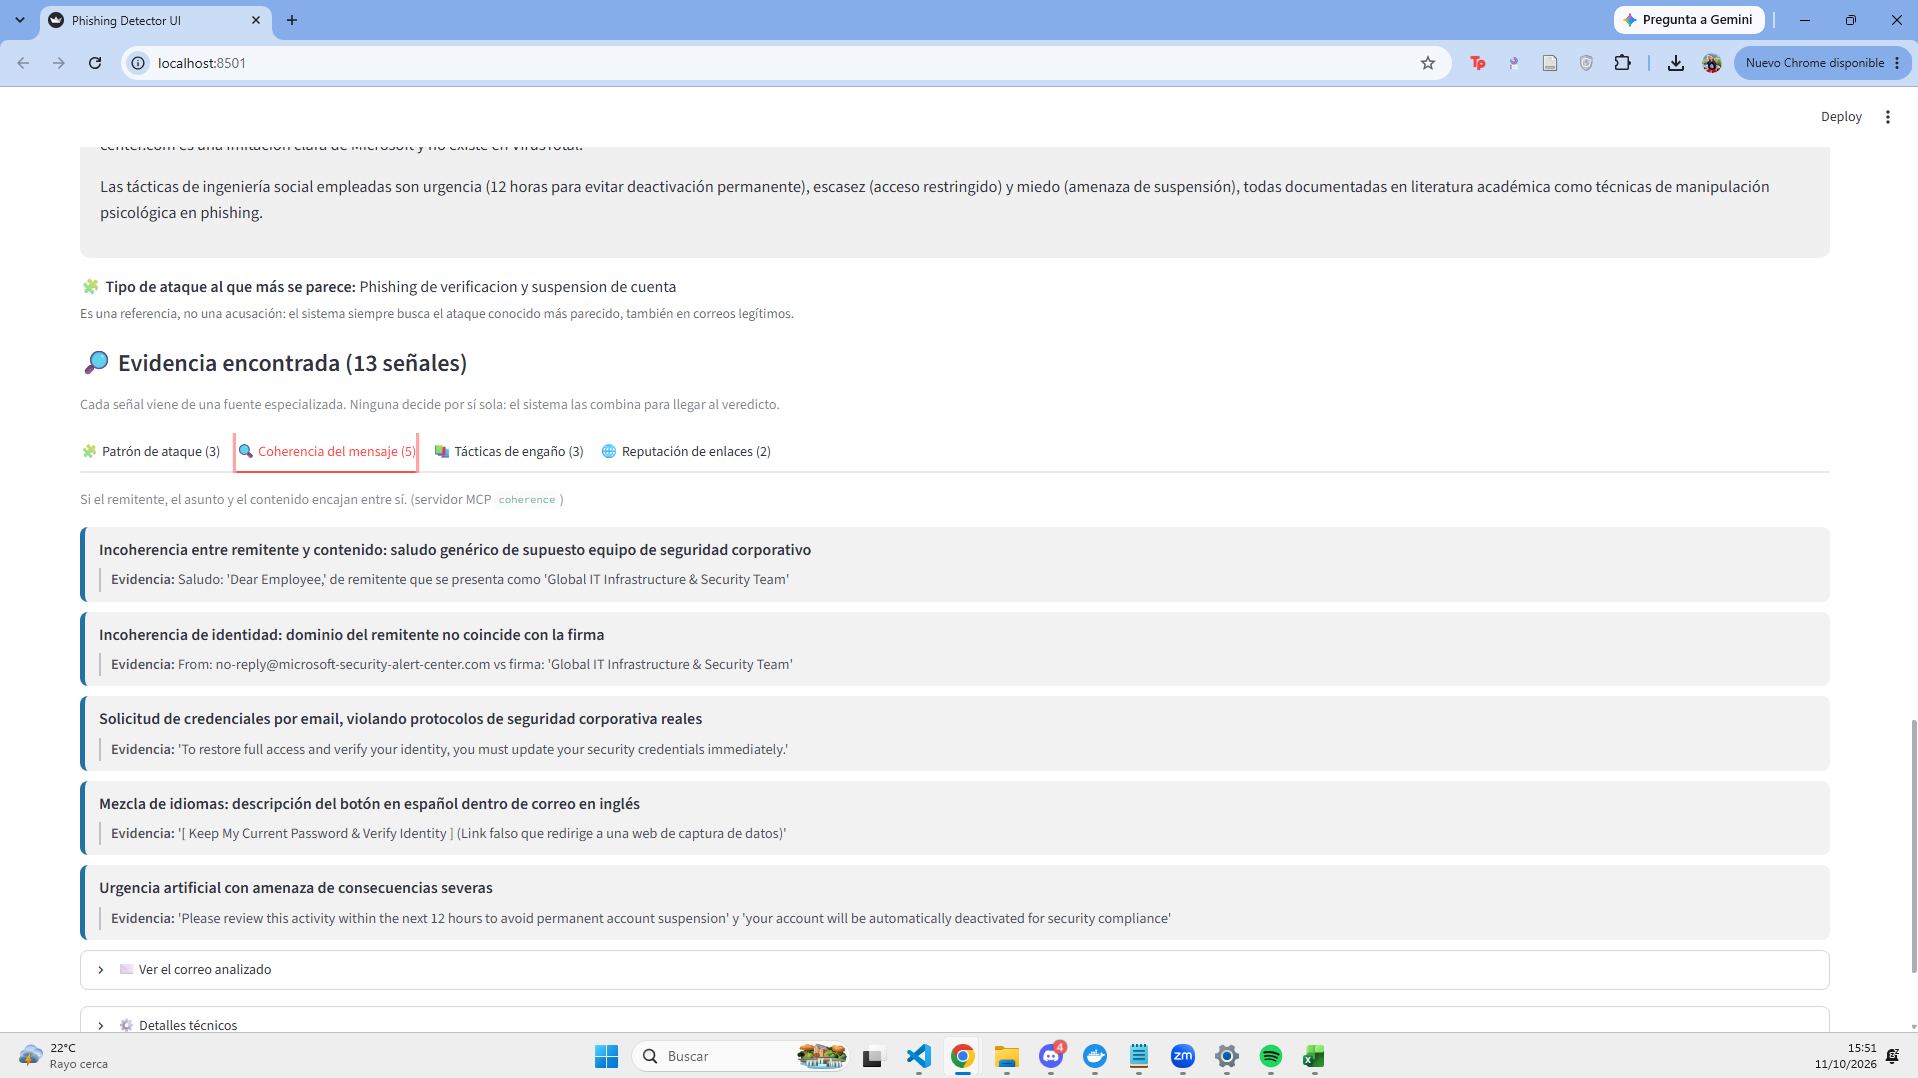 Phishing Detector UI
Pregunta a Gemini
localhost:8501
Nuevo Chrome disponible
Deploy
center.com es una imitación clara de Microsoft y no existe en VirusTotal.
Las tácticas de ingeniería social empleadas son urgencia (12 horas para evitar deactivación permanente), escasez (acceso restringido) y miedo (amenaza de suspensión), todas documentadas en literatura académica como técnicas de manipulación
psicológica en phishing.
Tipo de ataque al que más se parece: Phishing de verificacion y suspension de cuenta
Es una referencia, no una acusación: el sistema siempre busca el ataque conocido más parecido, también en correos legítimos.
Evidencia encontrada (13 señales)
Cada señal viene de una fuente especializada. Ninguna decide por sí sola: el sistema las combina para llegar al veredicto.
Patrón de ataque (3) Coherencia del mensaje (5) Tácticas de engaño (3) Reputación de enlaces (2)
Si el remitente, el asunto y el contenido encajan entre sí. (servidor MCP coherence )
Incoherencia entre remitente y contenido: saludo genérico de supuesto equipo de seguridad corporativo
Evidencia: Saludo: 'Dear Employee,' de remitente que se presenta como 'Global IT Infrastructure & Security Team'
Incoherencia de identidad: dominio del remitente no coincide con la firma
Evidencia: From: no-reply@microsoft-security-alert-center.com vs firma: 'Global IT Infrastructure & Security Team'
Solicitud de credenciales por email, violando protocolos de seguridad corporativa reales
Evidencia: 'To restore full access and verify your identity, you must update your security credentials immediately.'
Mezcla de idiomas: descripción del botón en español dentro de correo en inglés
Evidencia: '[ Keep My Current Password & Verify Identity ] (Link falso que redirige a una web de captura de datos)'
Urgencia artificial con amenaza de consecuencias severas
Evidencia: 'Please review this activity within the next 12 hours to avoid permanent account suspension' y 'your account will be automatically deactivated for security compliance'
Ver el correo analizado
Detalles técnicos
22°C
Rayo cerca
Buscar
4
zm
15:51
11/10/2026